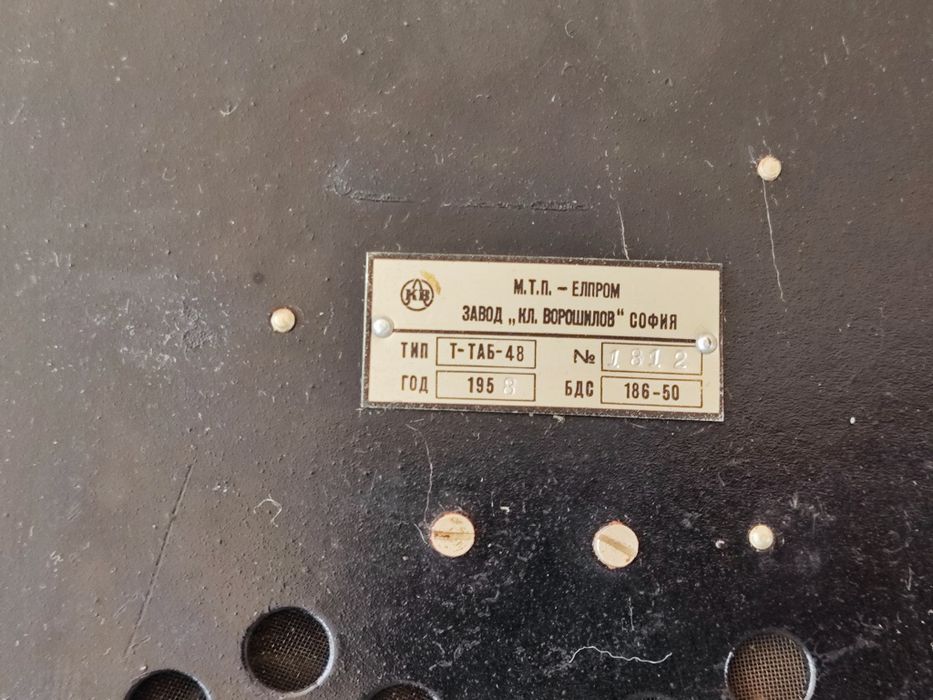 КВ
М.Т.П. – ЕЛПРОМ
ЗАВОД „КЛ. ВОРОШИЛОВ“ СОФИЯ
ТИП Т-ТАБ-48 № 1812
ГОД 1958 БДС 186-50